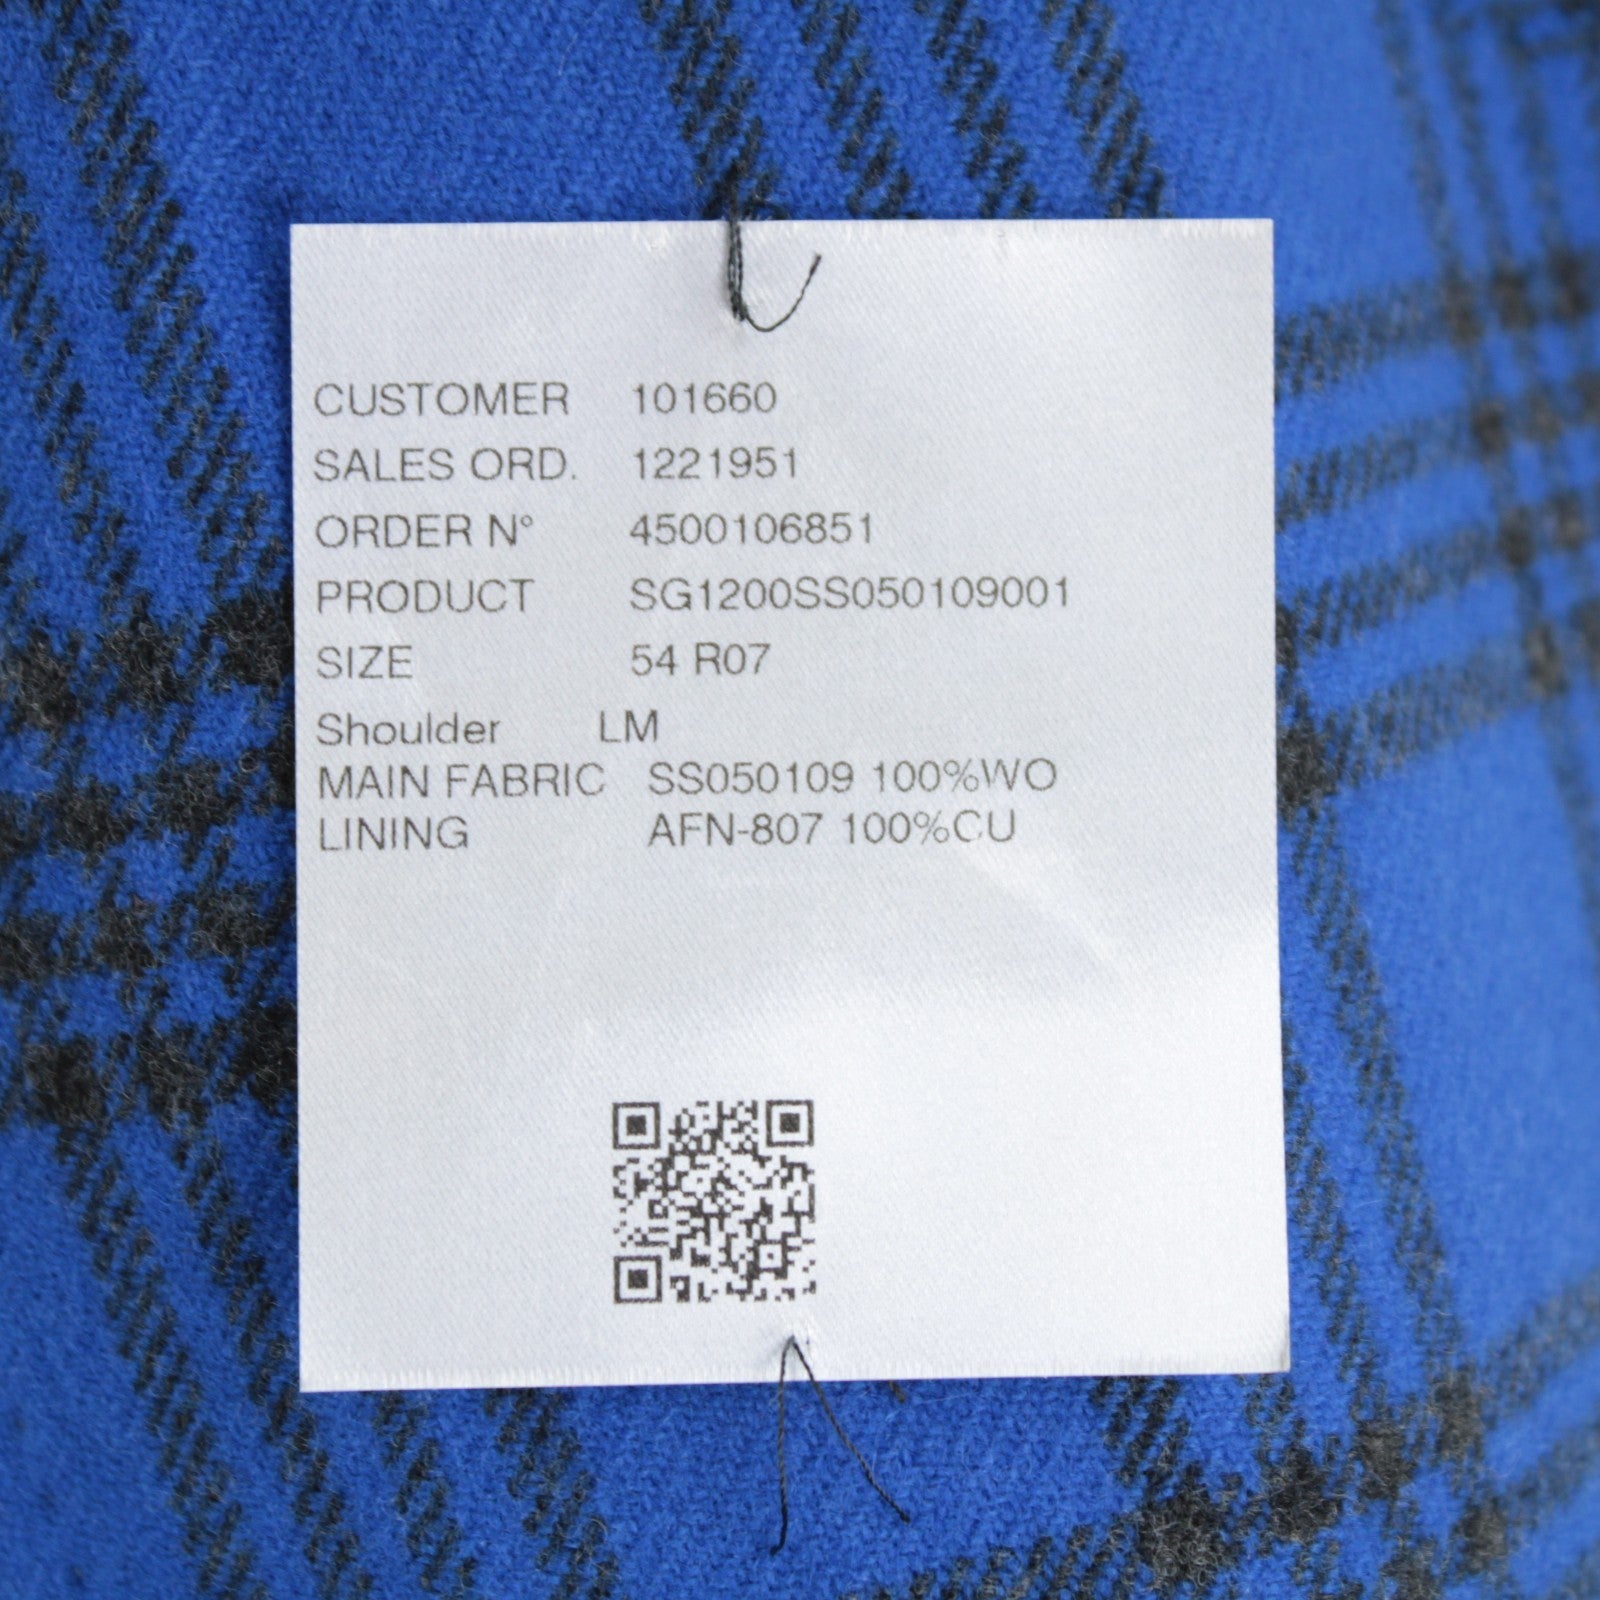 CUSTOMER 101660
SALES ORD. 1221951
ORDER N° 4500106851
PRODUCT SG1200SS050109001
SIZE 54 R07
Shoulder LM
MAIN FABRIC SS050109 100%WO
LINING AFN-807 100%CU